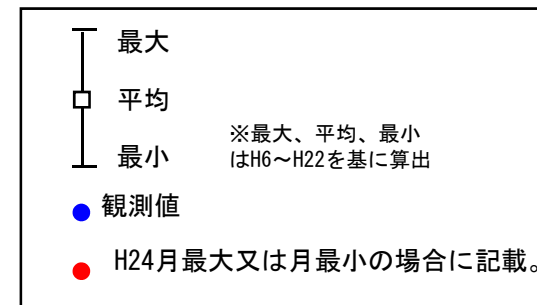 最大
平均
最小
※最大、平均、最小
はH6～H22を基に算出
観測値
H24月最大又は月最小の場合に記載。